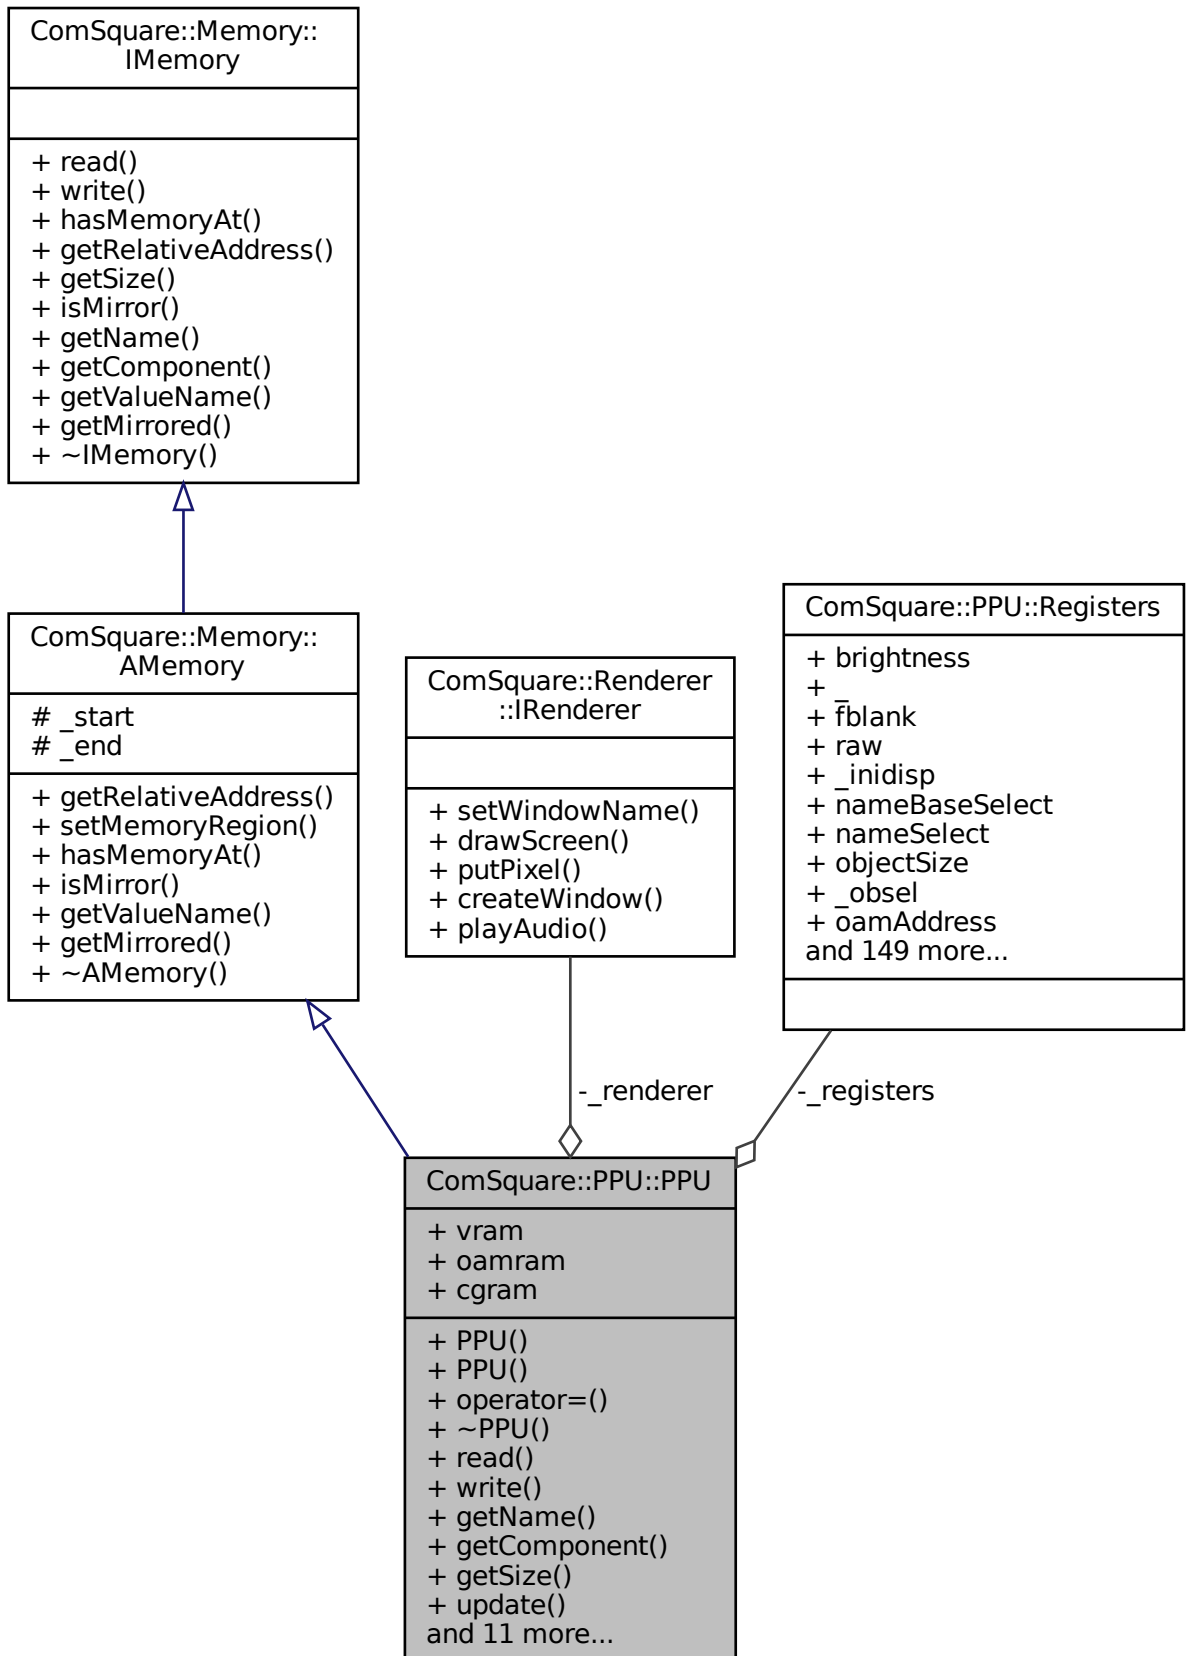 ComSquare::Memory::
IMemory
+ read()
+ write()
+ hasMemoryAt()
+ getRelativeAddress()
+ getSize()
+ isMirror()
+ getName()
+ getComponent()
+ getValueName()
+ getMirrored()
+ ~IMemory()
ComSquare::Memory::
AMemory
# _start
# _end
+ getRelativeAddress()
+ setMemoryRegion()
+ hasMemoryAt()
+ isMirror()
+ getValueName()
+ getMirrored()
+ ~AMemory()
ComSquare::Renderer
::IRenderer
+ setWindowName()
+ drawScreen()
+ putPixel()
+ createWindow()
+ playAudio()
ComSquare::PPU::Registers
+ brightness
+ _
+ fblank
+ raw
+ _inidisp
+ nameBaseSelect
+ nameSelect
+ objectSize
+ _obsel
+ oamAddress
and 149 more...
-_renderer
-_registers
ComSquare::PPU::PPU
+ vram
+ oamram
+ cgram
+ PPU()
+ PPU()
+ operator=()
+ ~PPU()
+ read()
+ write()
+ getName()
+ getComponent()
+ getSize()
+ update()
and 11 more...